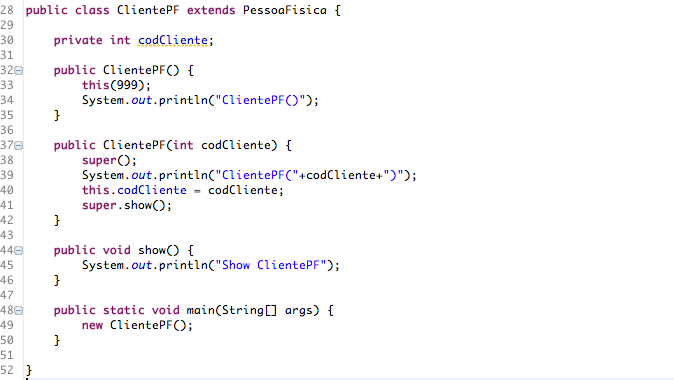 28 public class ClientePF extends PessoaFisica {
29
30     private int codCliente;
31
32     public ClientePF() {
33         this(999);
34         System.out.println("ClientePF()");
35     }
36
37     public ClientePF(int codCliente) {
38         super();
39         System.out.println("ClientePF("+codCliente+")");
40         this.codCliente = codCliente;
41         super.show();
42     }
43
44     public void show() {
45         System.out.println("Show ClientePF");
46     }
47
48     public static void main(String[] args) {
49         new ClientePF();
50     }
51
52 }